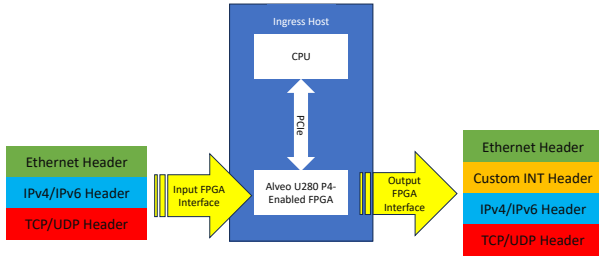 Ingress Host
CPU
PCIe
Ethernet Header
IPv4/IPv6 Header
TCP/UDP Header
Input FPGA
Interface
Alveo U280 P4-
Enabled FPGA
Output
FPGA
Interface
Ethernet Header
Custom INT Header
IPv4/IPv6 Header
TCP/UDP Header